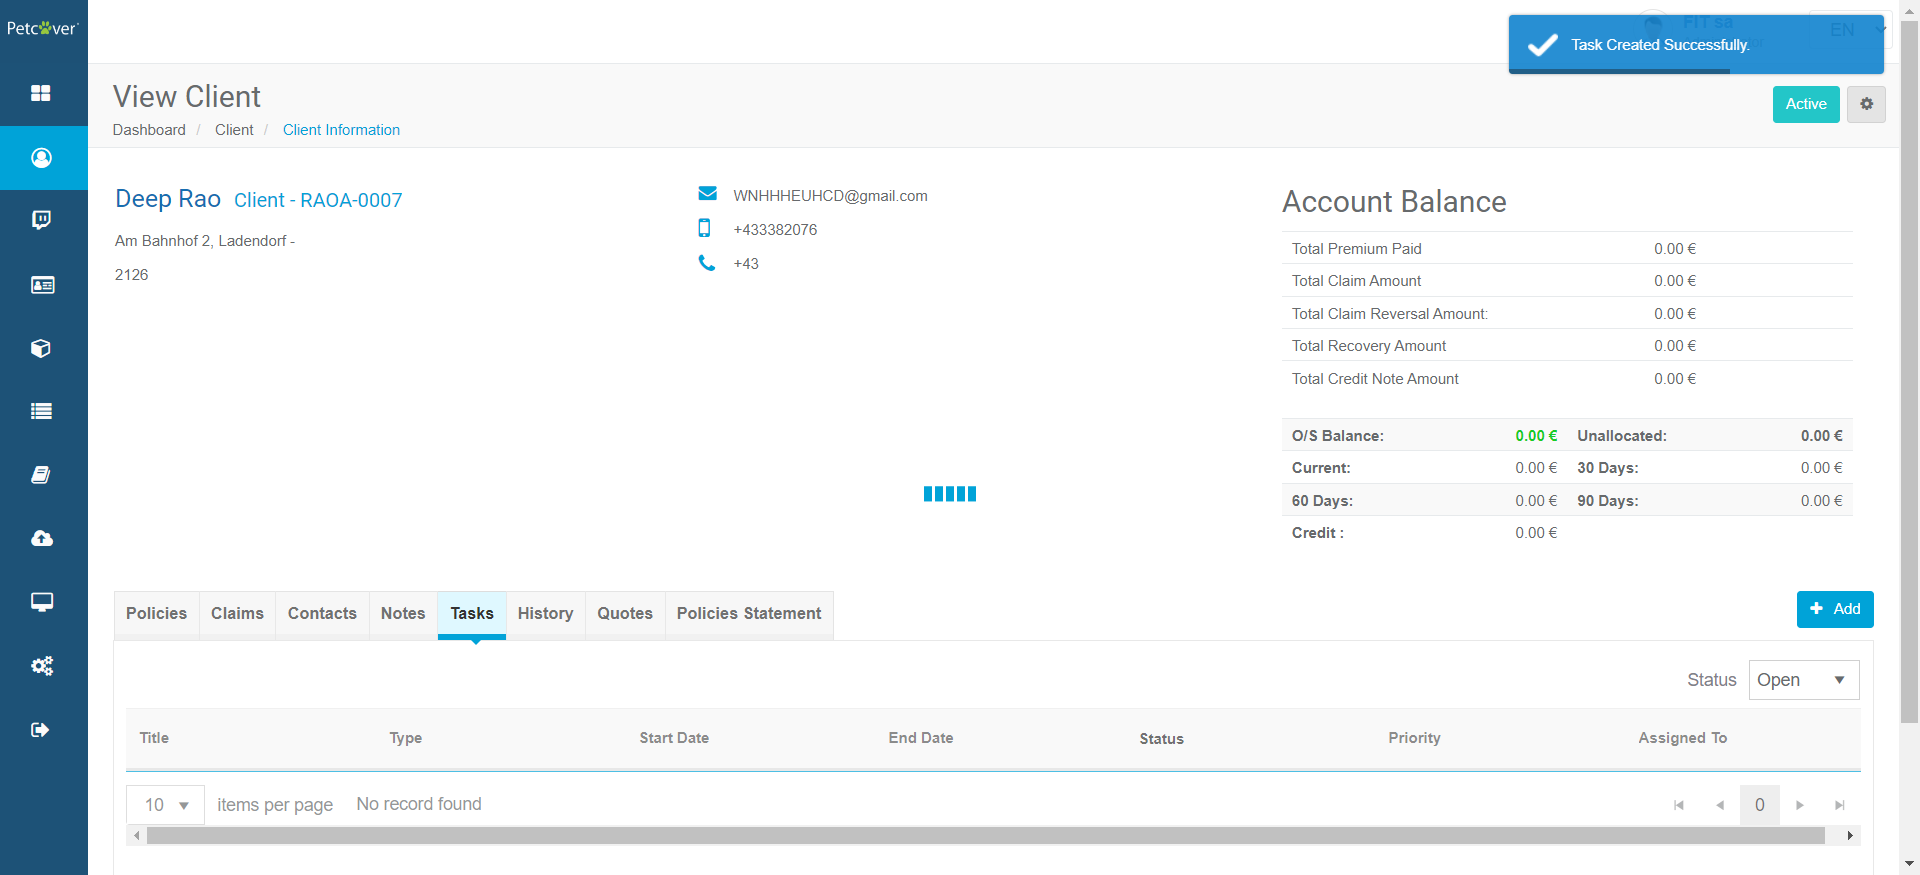 Petcover
FIT sa
EN
Task Created Successfully.
View Client
Dashboard / Client / Client Information
Active
Deep Rao Client - RAOA-0007
Am Bahnhof 2, Ladendorf -
2126
WNHHHEUHCD@gmail.com
+433382076
+43
Account Balance
Total Premium Paid 0.00 €
Total Claim Amount 0.00 €
Total Claim Reversal Amount: 0.00 €
Total Recovery Amount 0.00 €
Total Credit Note Amount 0.00 €
O/S Balance: 0.00 € Unallocated: 0.00 €
Current: 0.00 € 30 Days: 0.00 €
60 Days: 0.00 € 90 Days: 0.00 €
Credit : 0.00 €
Policies Claims Contacts Notes Tasks History Quotes Policies Statement
Add
Status Open
Title Type Start Date End Date Status Priority Assigned To
10 items per page No record found 0